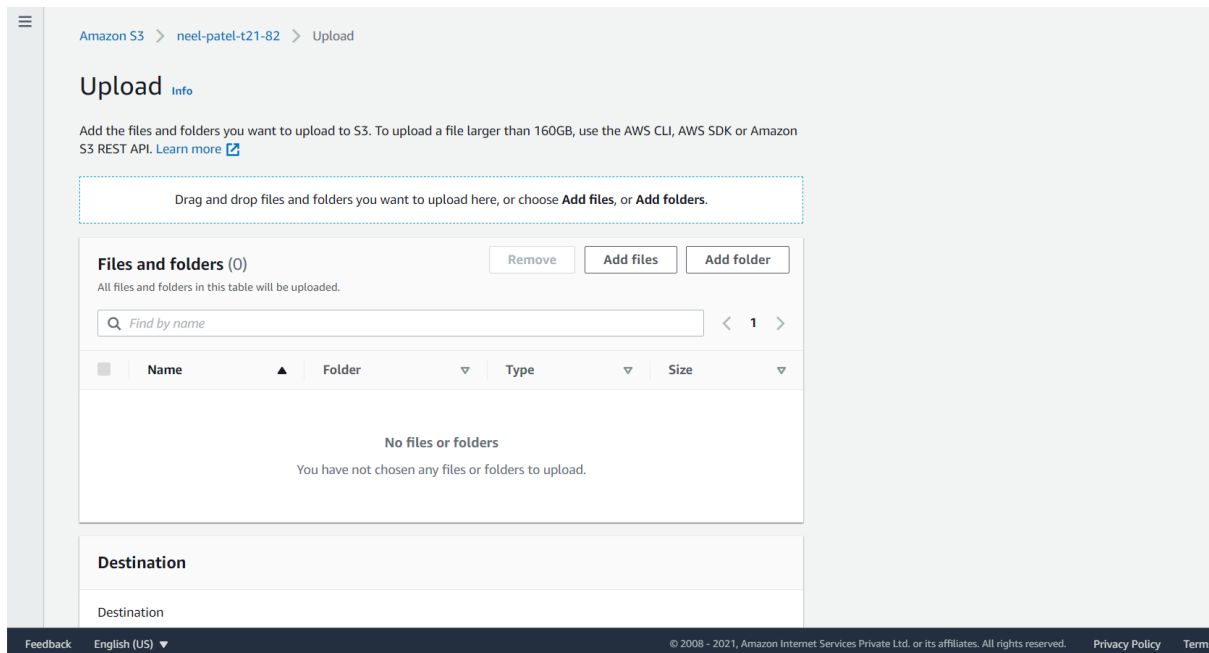 Amazon S3 > neel-patel-t21-82 > Upload
Upload Info
Add the files and folders you want to upload to S3. To upload a file larger than 160GB, use the AWS CLI, AWS SDK or Amazon
S3 REST API. Learn more
Drag and drop files and folders you want to upload here, or choose Add files, or Add folders.
Files and folders (0) Remove Add files Add folder
All files and folders in this table will be uploaded.
Find by name < 1 >
Name Folder Type Size
No files or folders
You have not chosen any files or folders to upload.
Destination
Destination
Feedback English (US) © 2008 - 2021, Amazon Internet Services Private Ltd. or its affiliates. All rights reserved. Privacy Policy Term